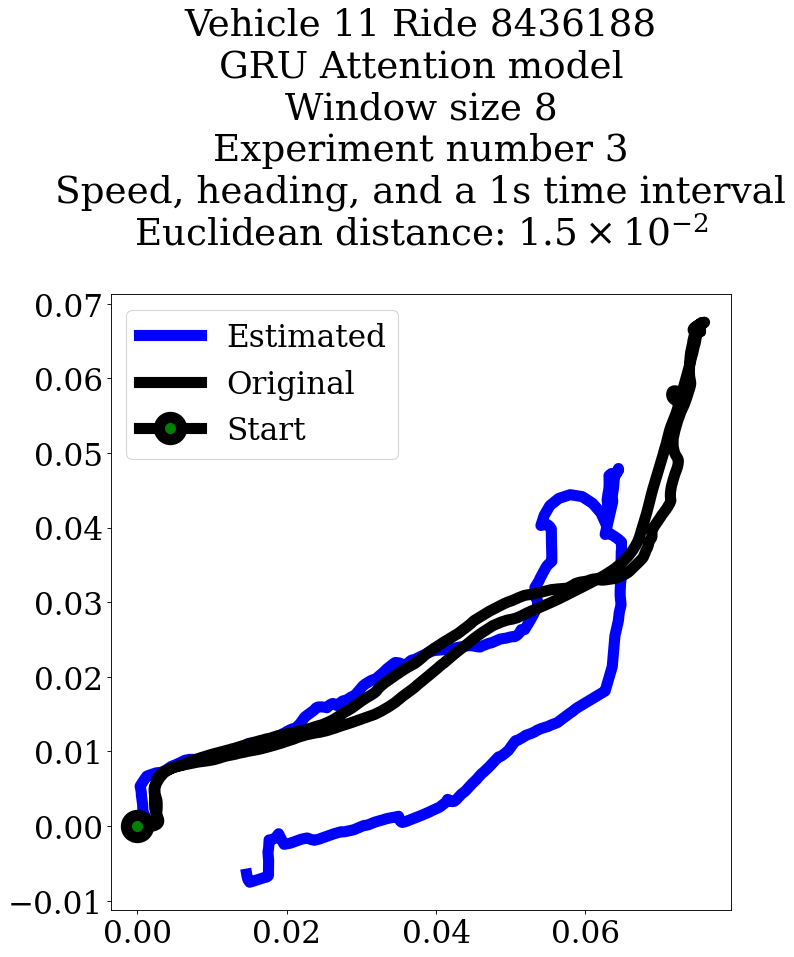 Vehicle 11 Ride 8436188
GRU Attention model
Window size 8
Experiment number 3
Speed, heading, and a 1s time interval
Euclidean distance: 1.5 × 10⁻²
Estimated
Original
Start
0.07
0.06
0.05
0.04
0.03
0.02
0.01
0.00
−0.01
0.00 0.02 0.04 0.06